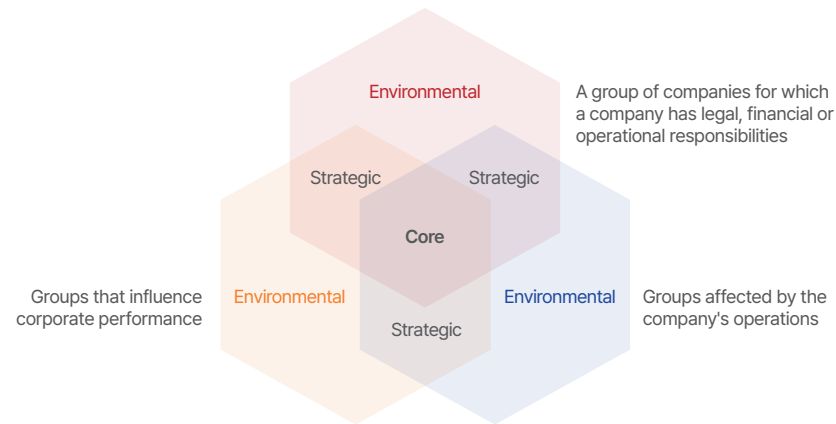 Environmental
A group of companies for which
a company has legal, financial or
operational responsibilities
Strategic
Strategic
Core
Groups that influence
corporate performance
Environmental
Environmental
Groups affected by the
company's operations
Strategic